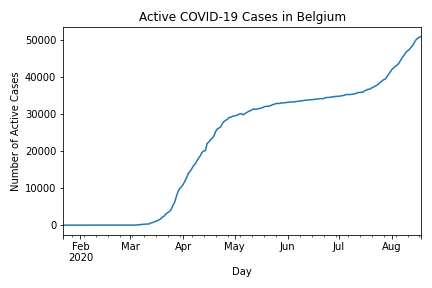 Active COVID-19 Cases in Belgium
Number of Active Cases
50000
40000
30000
20000
10000
0
Feb Mar Apr May Jun Jul Aug
2020
Day